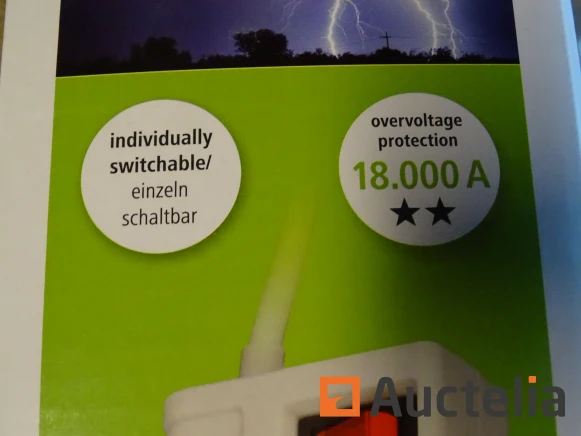 individually
switchable/
einzeln
schaltbar
overvoltage
protection
18.000 A
Auctelia